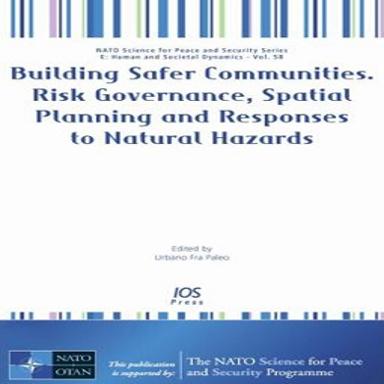 NATO Science for Peace and Security Series
E: Human and Societal Dynamics - Vol. 58
Building Safer Communities.
Risk Governance, Spatial
Planning and Responses
to Natural Hazards
Edited by
Urbano Fra Paleo
IOS
Press
NATO
OTAN
This publication
is supported by:
The NATO Science for Peace
and Security Programme